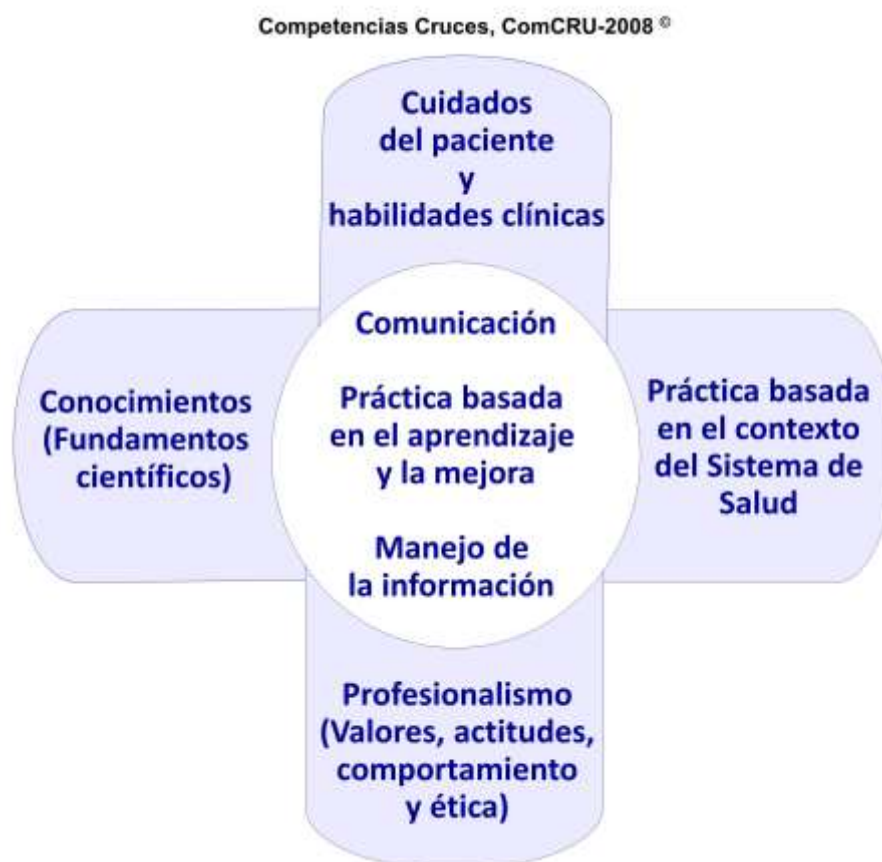 Competencias Cruces, ComCRU-2008 ©
Cuidados
del paciente
y
habilidades clínicas
Conocimientos
(Fundamentos
científicos)
Comunicación
Práctica basada
en el aprendizaje
y la mejora
Manejo de
la información
Práctica basada
en el contexto
del Sistema de
Salud
Profesionalismo
(Valores, actitudes,
comportamiento
y ética)